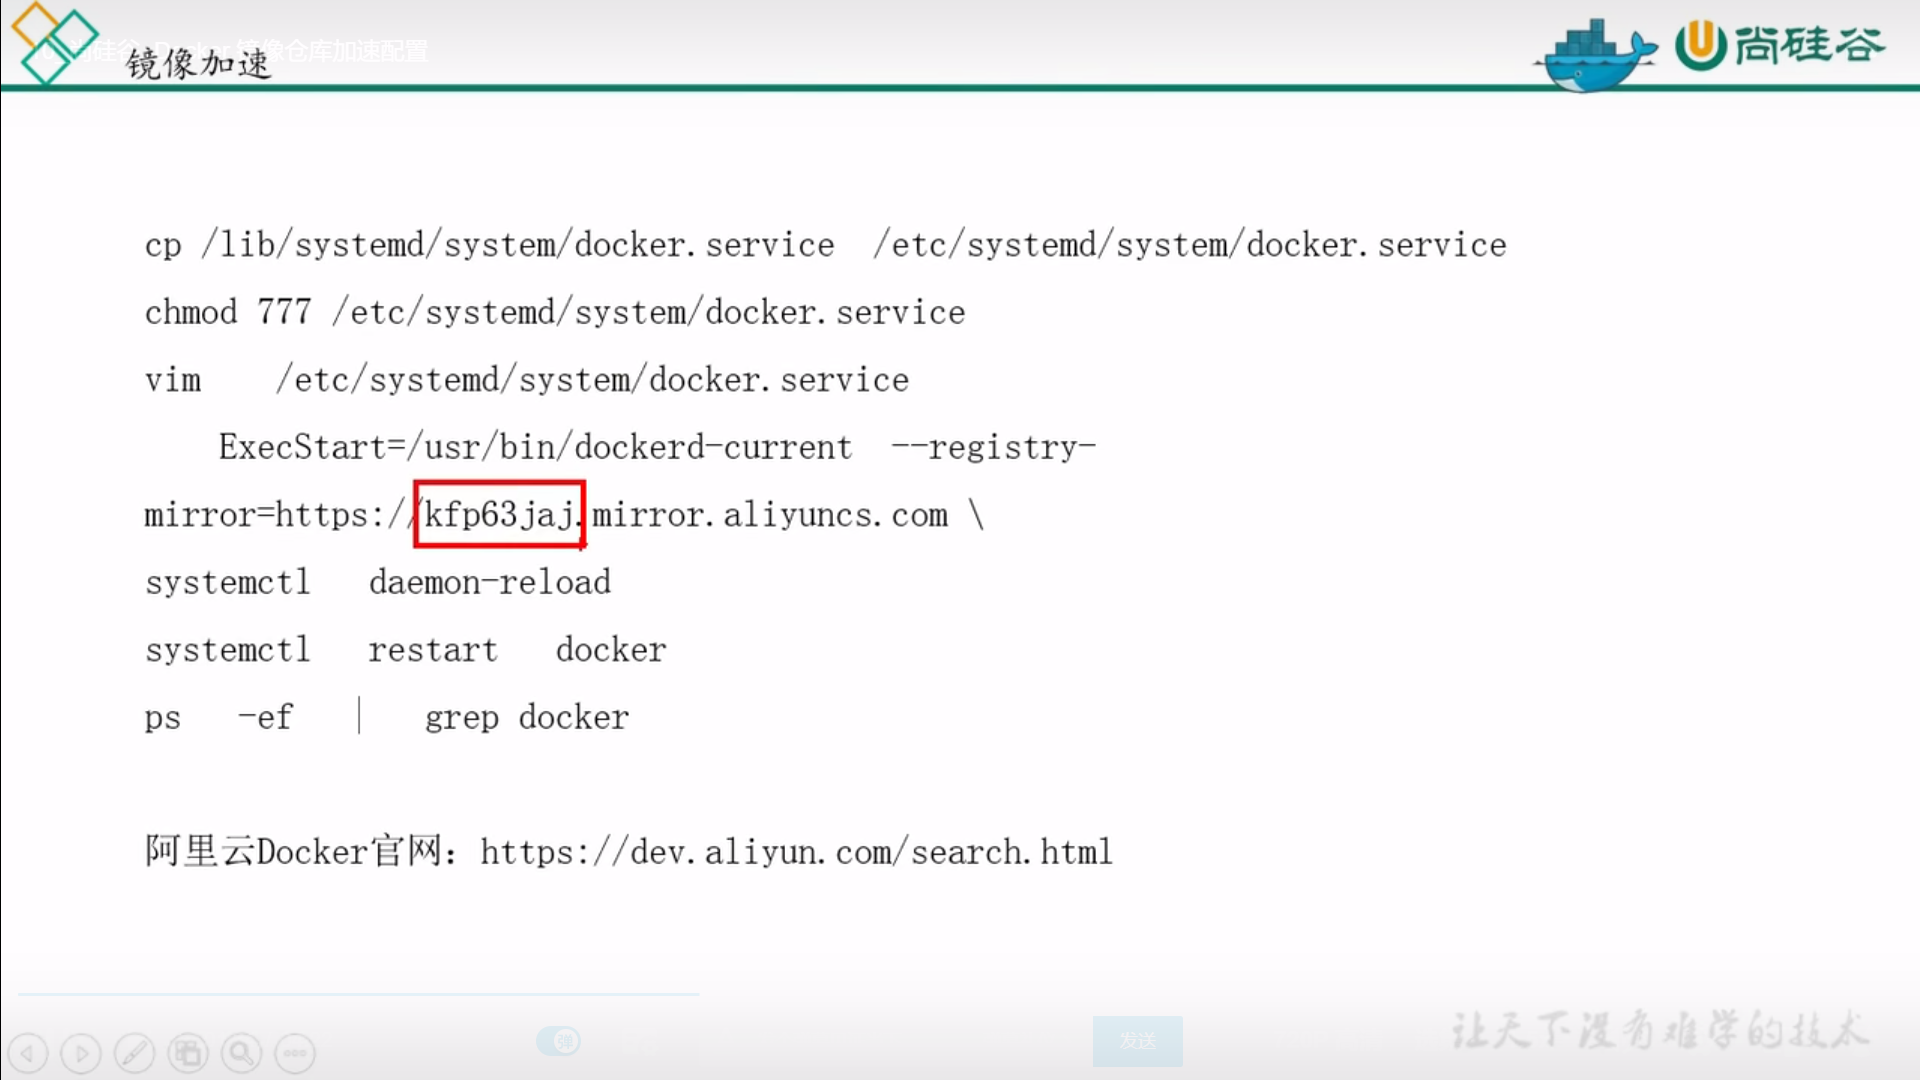 尚硅谷_Docker 镜像仓库加速配置
镜像加速
尚硅谷
cp /lib/systemd/system/docker.service  /etc/systemd/system/docker.service
chmod 777 /etc/systemd/system/docker.service
vim    /etc/systemd/system/docker.service
ExecStart=/usr/bin/dockerd-current  --registry-
mirror=https://kfp63jaj.mirror.aliyuncs.com \
systemctl   daemon-reload
systemctl   restart   docker
ps   -ef   |   grep docker
阿里云Docker官网：https://dev.aliyun.com/search.html
让天下没有难学的技术
弹
发送